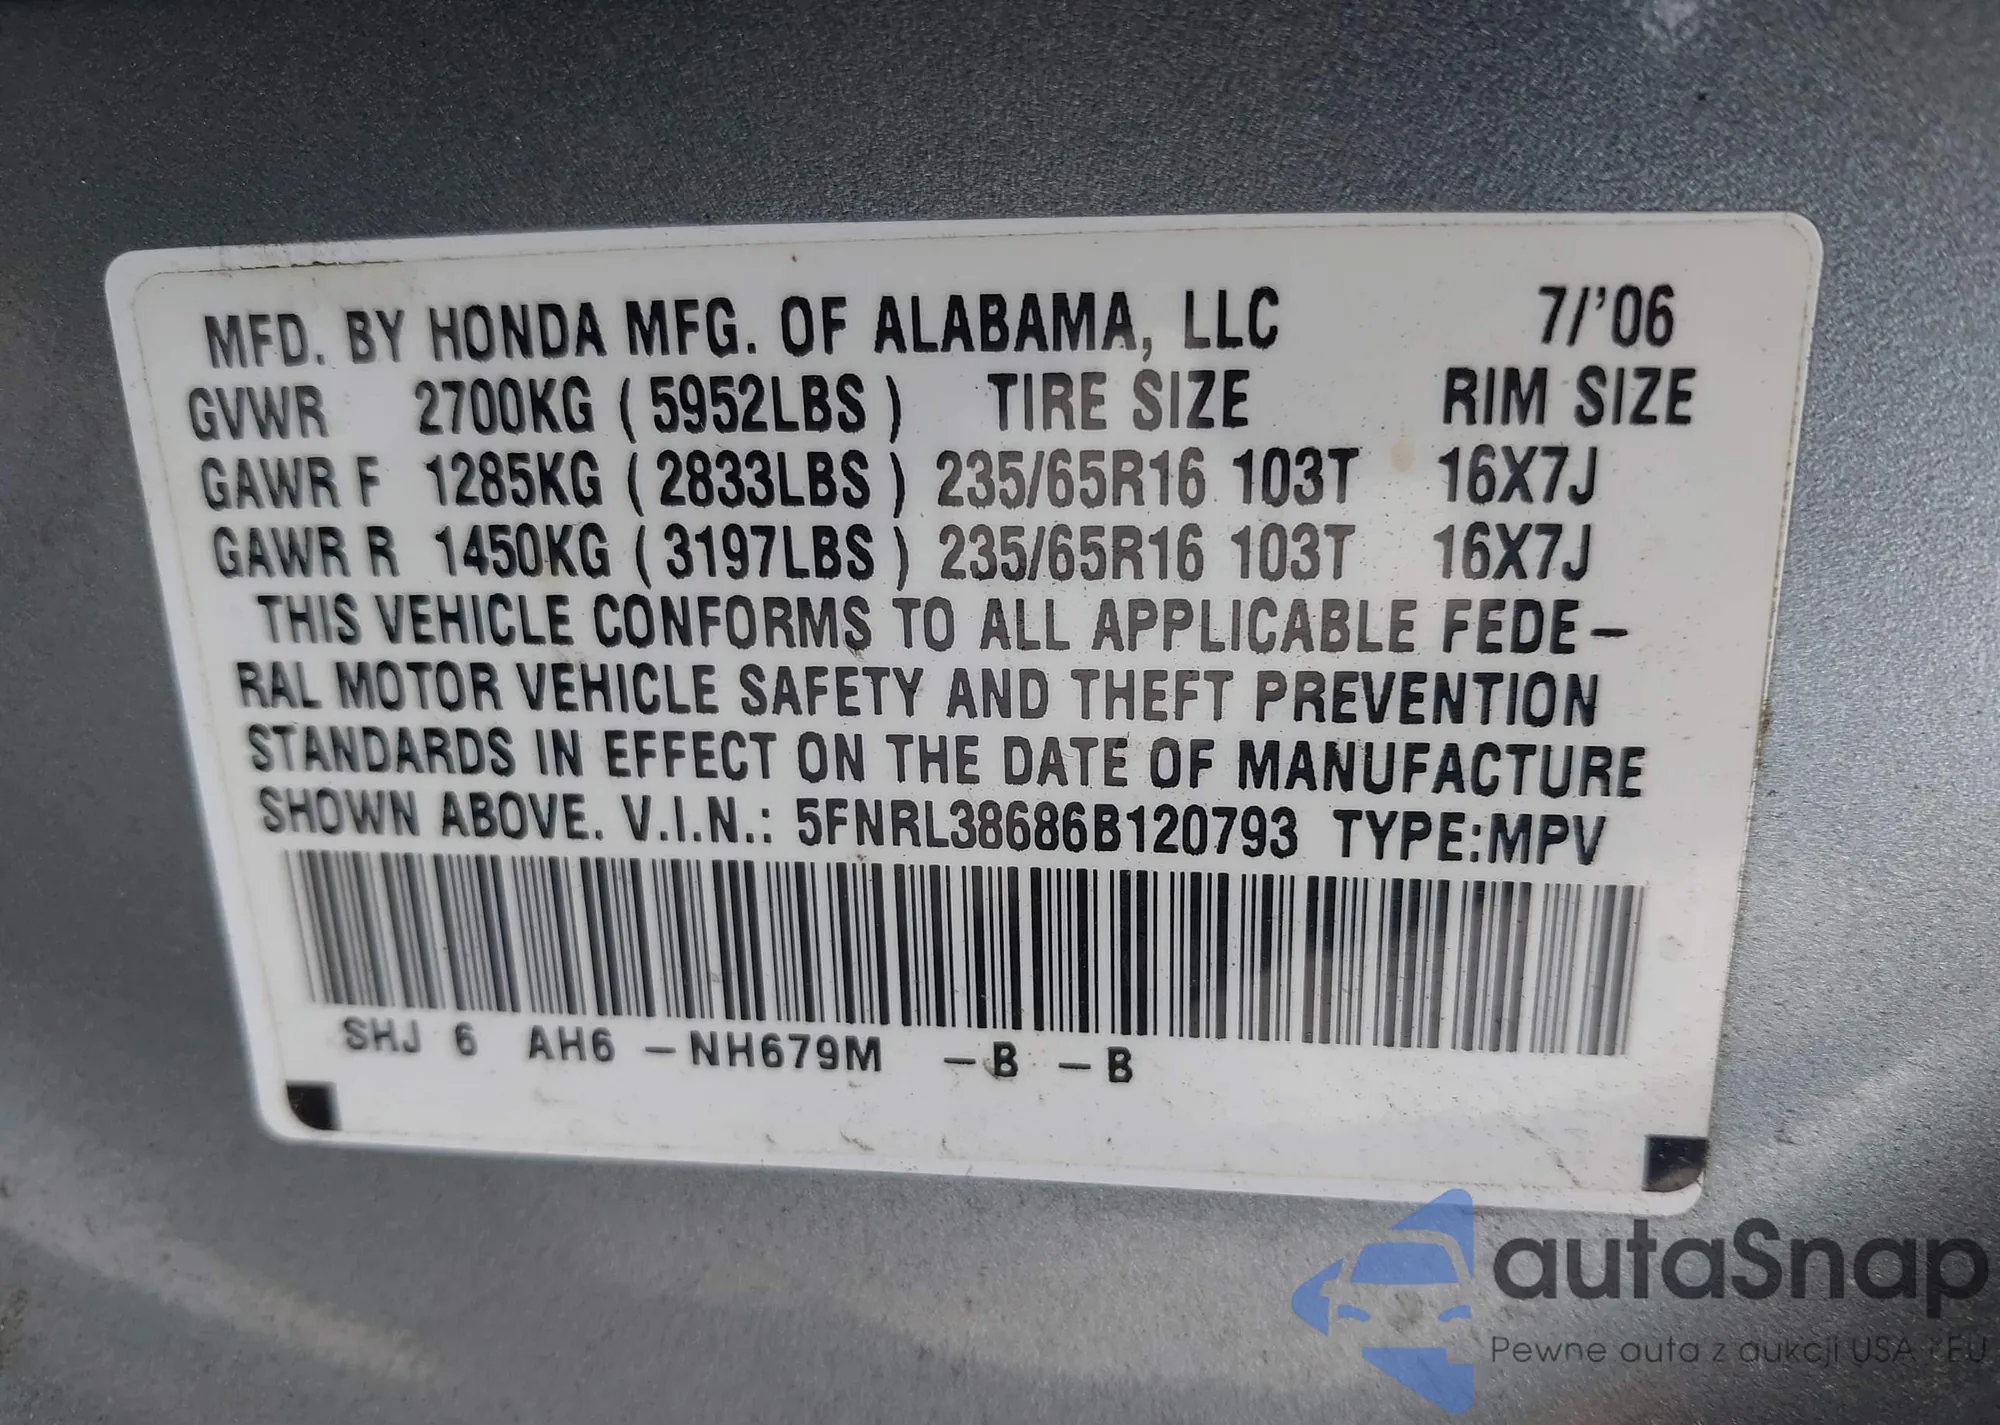 MFD. BY HONDA MFG. OF ALABAMA, LLC 7/'06
GVWR 2700KG (5952LBS) TIRE SIZE RIM SIZE
GAWR F 1285KG (2833LBS) 235/65R16 103T 16X7J
GAWR R 1450KG (3197LBS) 235/65R16 103T 16X7J
THIS VEHICLE CONFORMS TO ALL APPLICABLE FEDE-
RAL MOTOR VEHICLE SAFETY AND THEFT PREVENTION
STANDARDS IN EFFECT ON THE DATE OF MANUFACTURE
SHOWN ABOVE. V.I.N.: 5FNRL38686B120793 TYPE:MPV
SHJ 6 AH6 -NH679M -B -B
autaSnap
Pewne auta z aukcji USA i EU